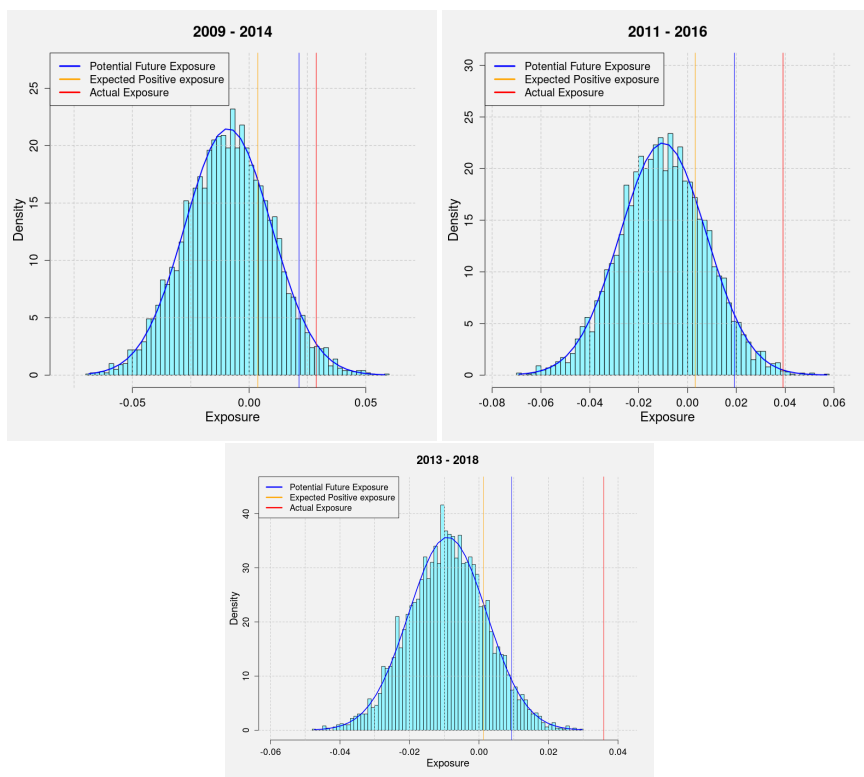 2009 - 2014
Potential Future Exposure
Expected Positive exposure
Actual Exposure
Density
0
5
10
15
20
25
-0.05
0.00
0.05
Exposure
2011 - 2016
Potential Future Exposure
Expected Positive exposure
Actual Exposure
Density
0
5
10
15
20
25
30
-0.08
-0.06
-0.04
-0.02
0.00
0.02
0.04
0.06
Exposure
2013 - 2018
Potential Future Exposure
Expected Positive exposure
Actual Exposure
Density
0
10
20
30
40
-0.06
-0.04
-0.02
0.00
0.02
0.04
Exposure